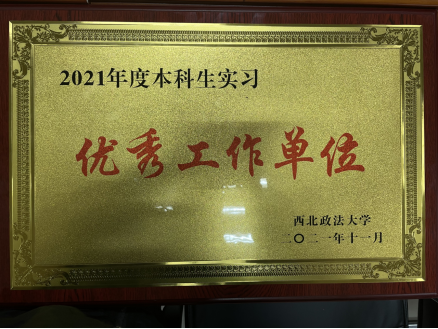 2021年度本科生实习
优秀工作单位
西北政法大学
二〇二一年十一月